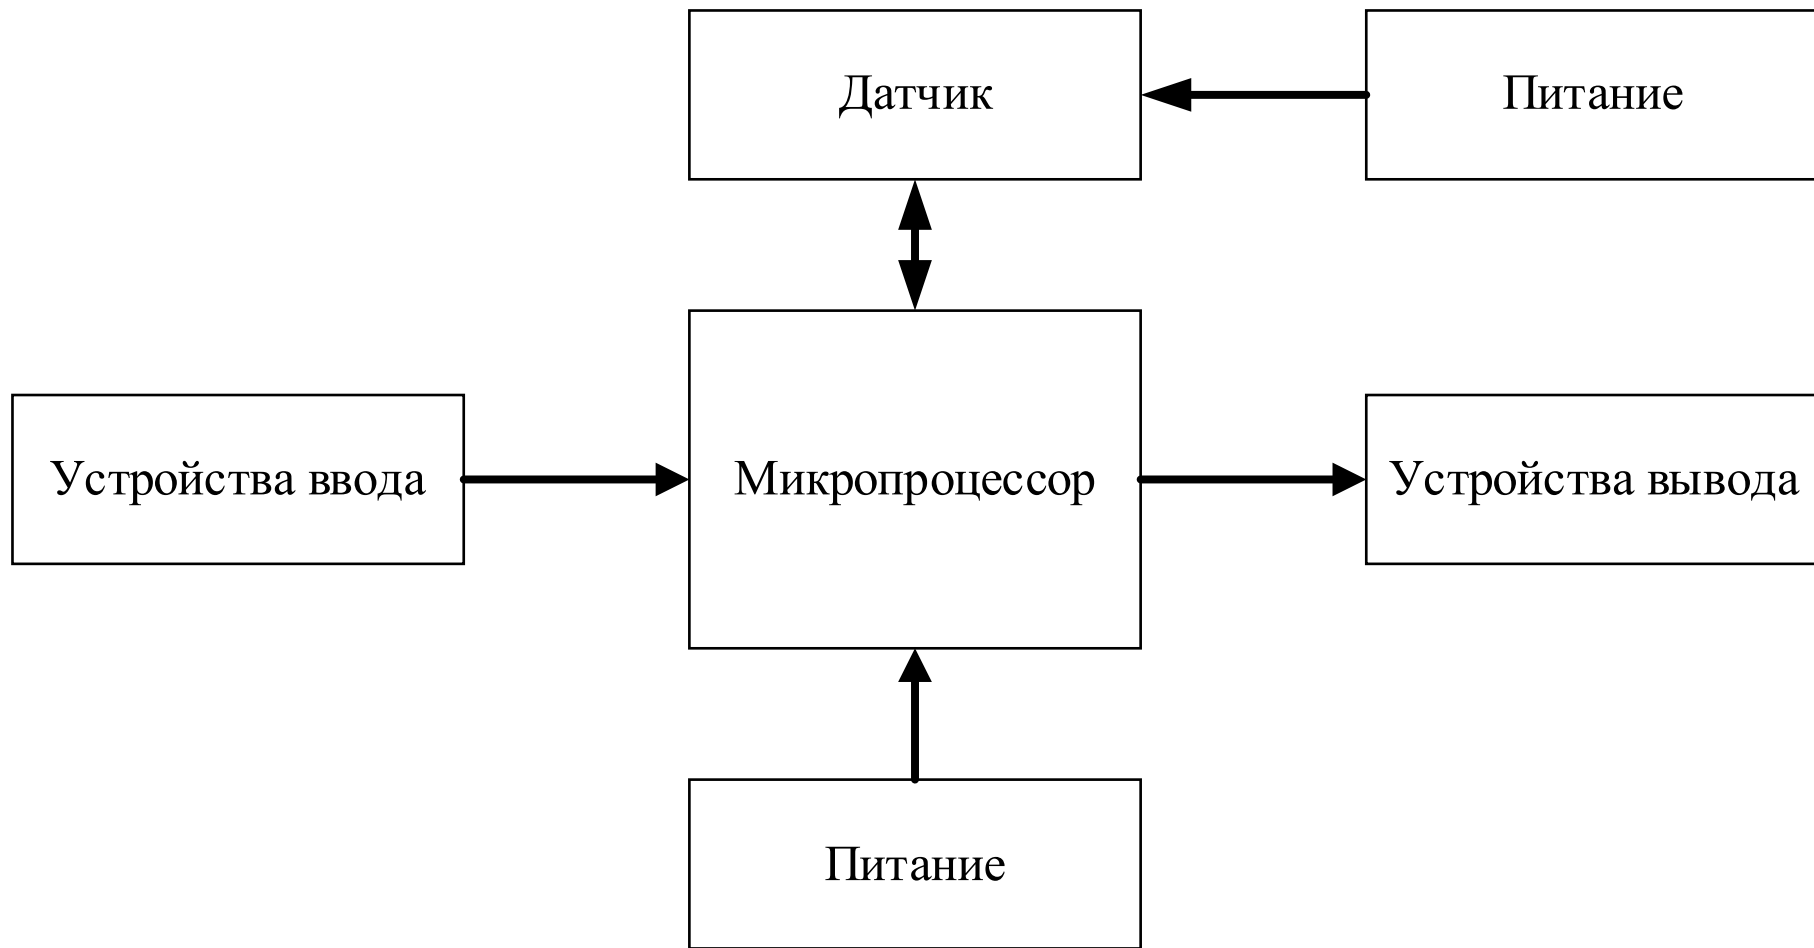 Датчик
Питание
Устройства ввода
Микропроцессор
Устройства вывода
Питание